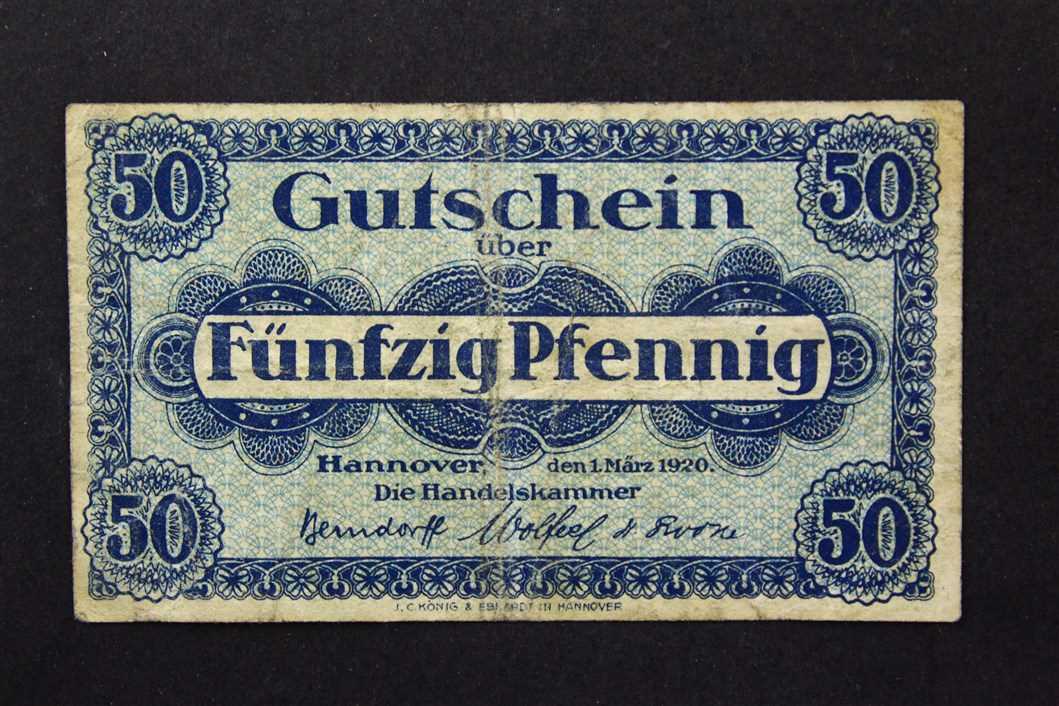 50 50
Gutschein
über
Fünfzig Pfennig
Hannover, den 1. März 1920.
Die Handelskammer
50 50
Berndorff
J. C. KÖNIG & EBHARDT IN HANNOVER